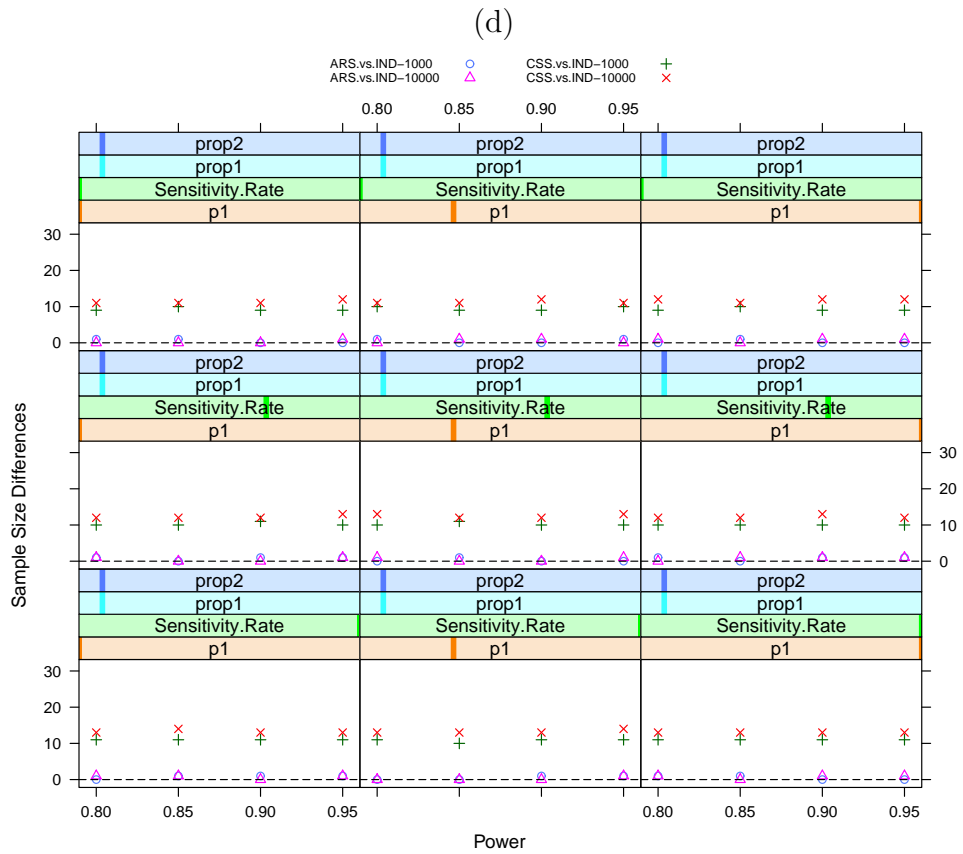 (d)
ARS.vs.IND−1000 CSS.vs.IND−1000
ARS.vs.IND−10000 CSS.vs.IND−10000
0.80 0.85 0.90 0.95
prop2 prop2 prop2
prop1 prop1 prop1
Sensitivity.Rate Sensitivity.Rate Sensitivity.Rate
p1 p1 p1
30
20
10
0
prop2 prop2 prop2
prop1 prop1 prop1
Sensitivity.Rate Sensitivity.Rate Sensitivity.Rate
p1 p1 p1
30
20
10
0
prop2 prop2 prop2
prop1 prop1 prop1
Sensitivity.Rate Sensitivity.Rate Sensitivity.Rate
p1 p1 p1
30
20
10
0
0.80 0.85 0.90 0.95 0.80 0.85 0.90 0.95
Power
Sample Size Differences